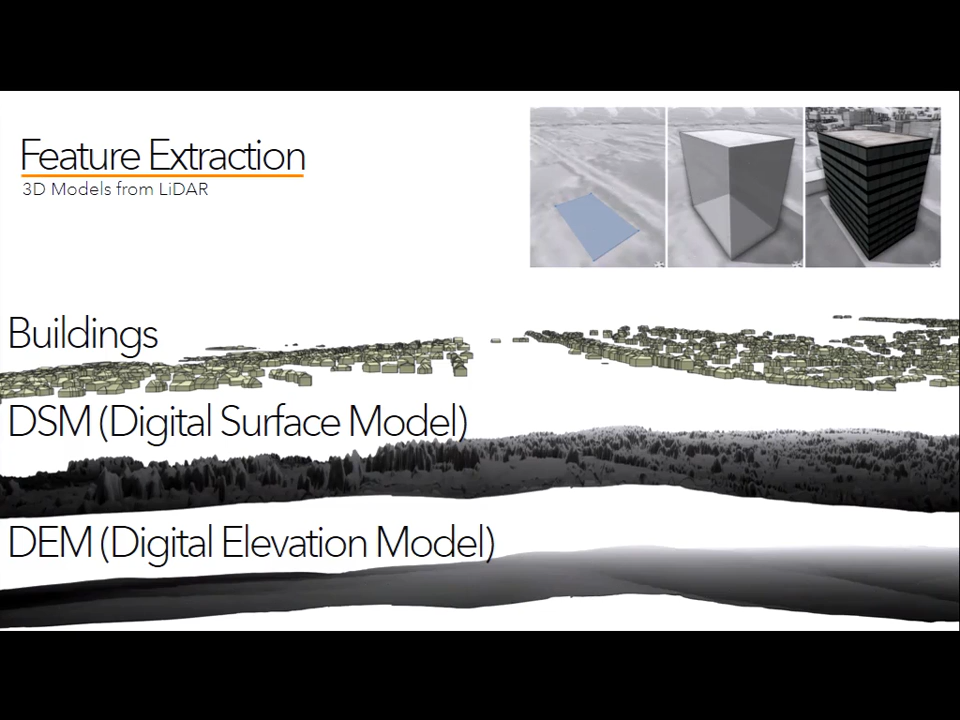 Feature Extraction
3D Models from LiDAR
Buildings
DSM (Digital Surface Model)
DEM (Digital Elevation Model)